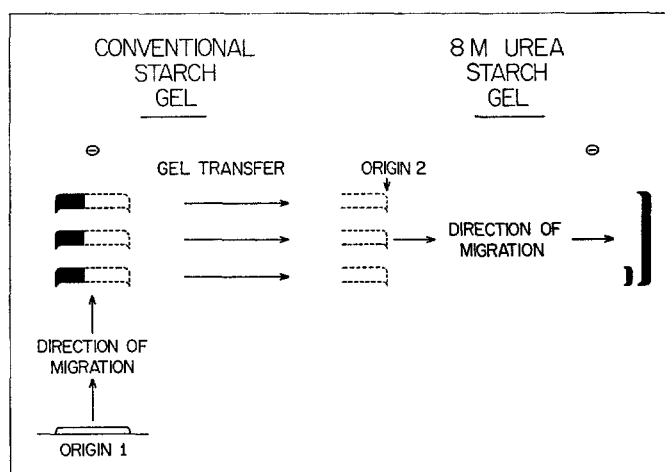 CONVENTIONAL
STARCH
GEL
8 M UREA
STARCH
GEL
⊖
⊖
GEL TRANSFER
ORIGIN 2
DIRECTION OF
MIGRATION
DIRECTION OF
MIGRATION
ORIGIN 1